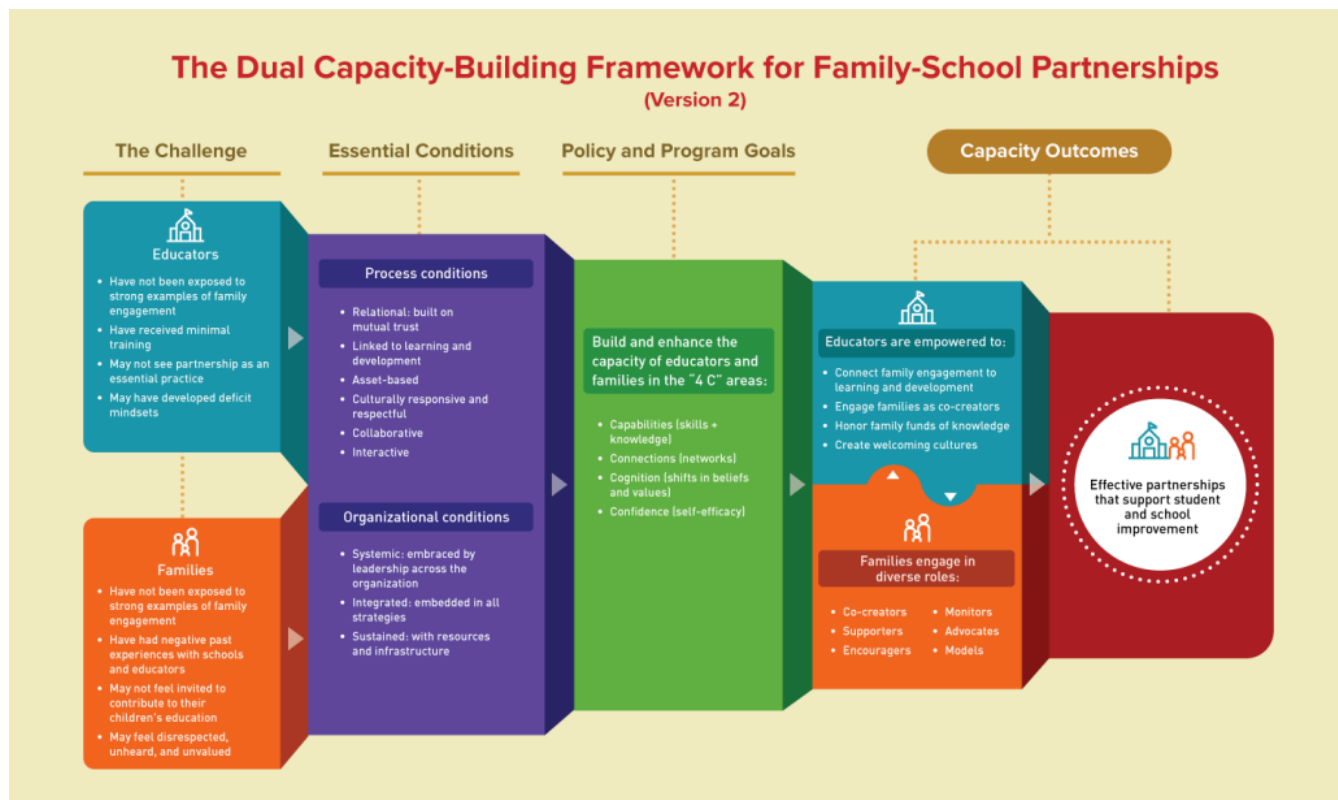 The Dual Capacity-Building Framework for Family-School Partnerships
(Version 2)
The Challenge
Essential Conditions
Policy and Program Goals
Capacity Outcomes
Educators
• Have not been exposed to
strong examples of family
engagement
• Have received minimal
training
• May not see partnership as an
essential practice
• May have developed deficit
mindsets
Families
• Have not been exposed to
strong examples of family
engagement
• Have had negative past
experiences with schools
and educators
• May not feel invited to
contribute to their
children's education
• May feel disrespected,
unheard, and unvalued
Process conditions
• Relational: built on
mutual trust
• Linked to learning and
development
• Asset-based
• Culturally responsive and
respectful
• Collaborative
• Interactive
Organizational conditions
• Systemic: embraced by
leadership across the
organization
• Integrated: embedded in all
strategies
• Sustained: with resources
and infrastructure
Build and enhance the
capacity of educators and
families in the "4 C" areas:
• Capabilities (skills +
knowledge)
• Connections (networks)
• Cognition (shifts in beliefs
and values)
• Confidence (self-efficacy)
Educators are empowered to:
• Connect family engagement to
learning and development
• Engage families as co-creators
• Honor family funds of knowledge
• Create welcoming cultures
Families engage in
diverse roles:
• Co-creators
• Supporters
• Encouragers
• Monitors
• Advocates
• Models
Effective partnerships
that support student
and school
improvement